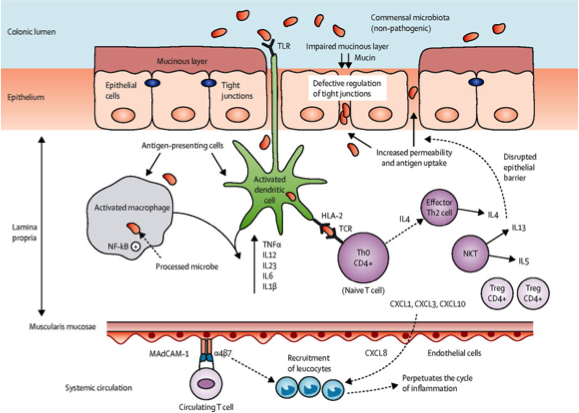 Colonic lumen
Commensal microbiota
(non-pathogenic)
TLR
Impaired mucinous layer
Mucin
Mucinous layer
Epithelium
Epithelial
cells
Tight
junctions
Defective regulation
of tight junctions
Antigen-presenting cells
Increased permeability
and antigen uptake
Disrupted
epithelial
barrier
Lamina
propria
Activated macrophage
NF-kB
Processed microbe
Activated
dendritic
cell
HLA-2
TCR
TNFα
IL12
IL23
IL6
IL1β
Th0
CD4+
(Naive T cell)
IL4
Effector
Th2 cell
IL4
IL13
NKT
IL5
Treg
CD4+
Treg
CD4+
CXCL1, CXCL3, CXCL10
Muscularis mucosae
MAdCAM-1
α4β7
Recruitment
of leucocytes
CXCL8
Endothelial cells
Systemic circulation
Perpetuates the cycle
of inflammation
Circulating T cell